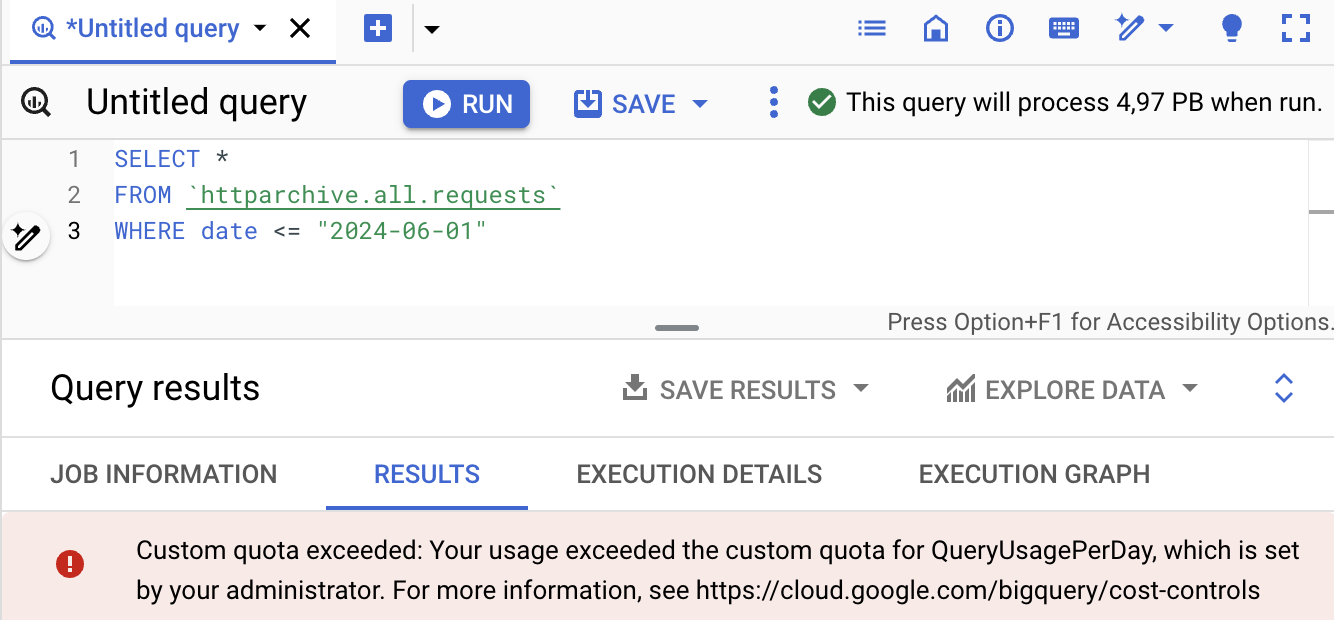 *Untitled query
Untitled query RUN SAVE This query will process 4,97 PB when run.
1 SELECT *
2 FROM `httparchive.all.requests`
3 WHERE date <= "2024-06-01"
Press Option+F1 for Accessibility Options.
Query results SAVE RESULTS EXPLORE DATA
JOB INFORMATION RESULTS EXECUTION DETAILS EXECUTION GRAPH
Custom quota exceeded: Your usage exceeded the custom quota for QueryUsagePerDay, which is set
by your administrator. For more information, see https://cloud.google.com/bigquery/cost-controls